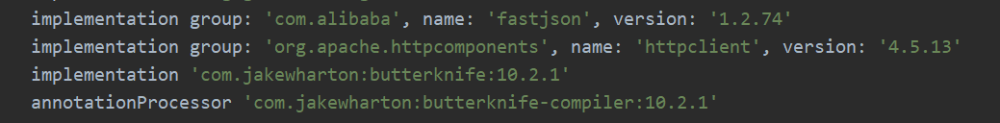 implementation group: 'com.alibaba', name: 'fastjson', version: '1.2.74'
implementation group: 'org.apache.httpcomponents', name: 'httpclient', version: '4.5.13'
implementation 'com.jakewharton:butterknife:10.2.1'
annotationProcessor 'com.jakewharton:butterknife-compiler:10.2.1'